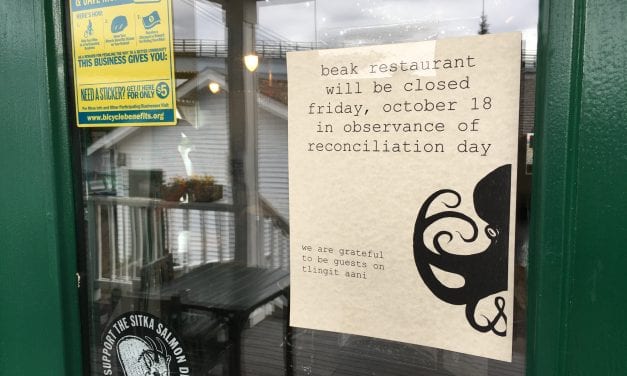 HERE'S HOW:
THIS BUSINESS GIVES YOU:
NEED A STICKER? GET IT HERE FOR ONLY $5
www.bicyclebenefits.org
beak restaurant
will be closed
friday, october 18
in observance of
reconciliation day
we are grateful
to be guests on
tlingit aani
SUPPORT THE SITKA SALMON